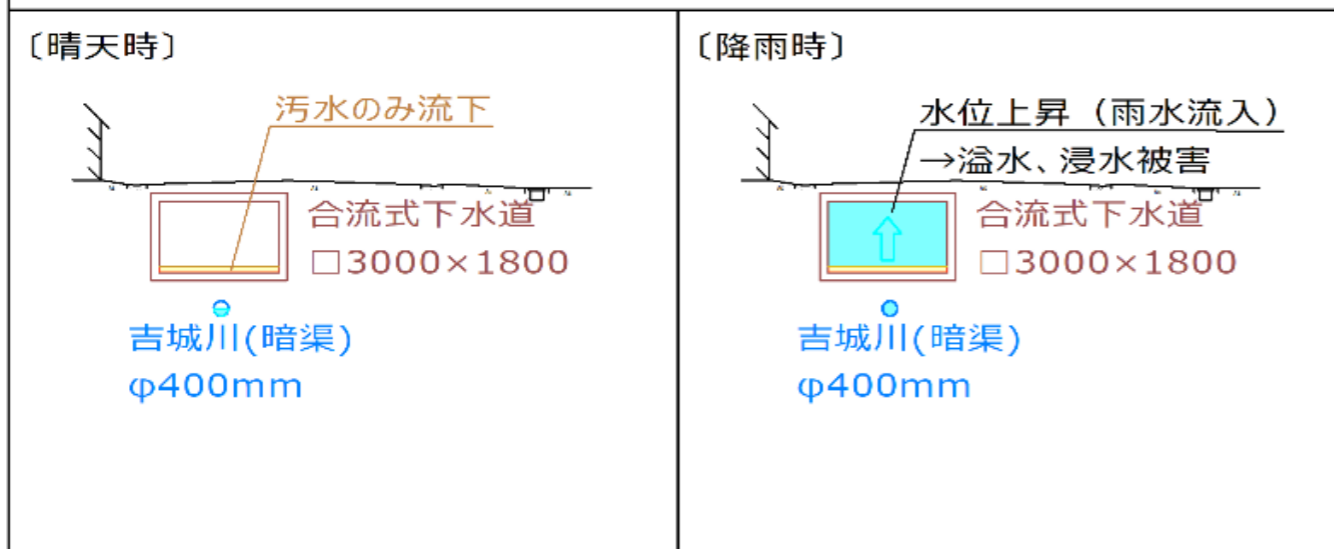 〔晴天時〕
汚水のみ流下
合流式下水道
□3000×1800
吉城川(暗渠)
φ400mm
〔降雨時〕
水位上昇（雨水流入）
→溢水、浸水被害
合流式下水道
□3000×1800
吉城川(暗渠)
φ400mm